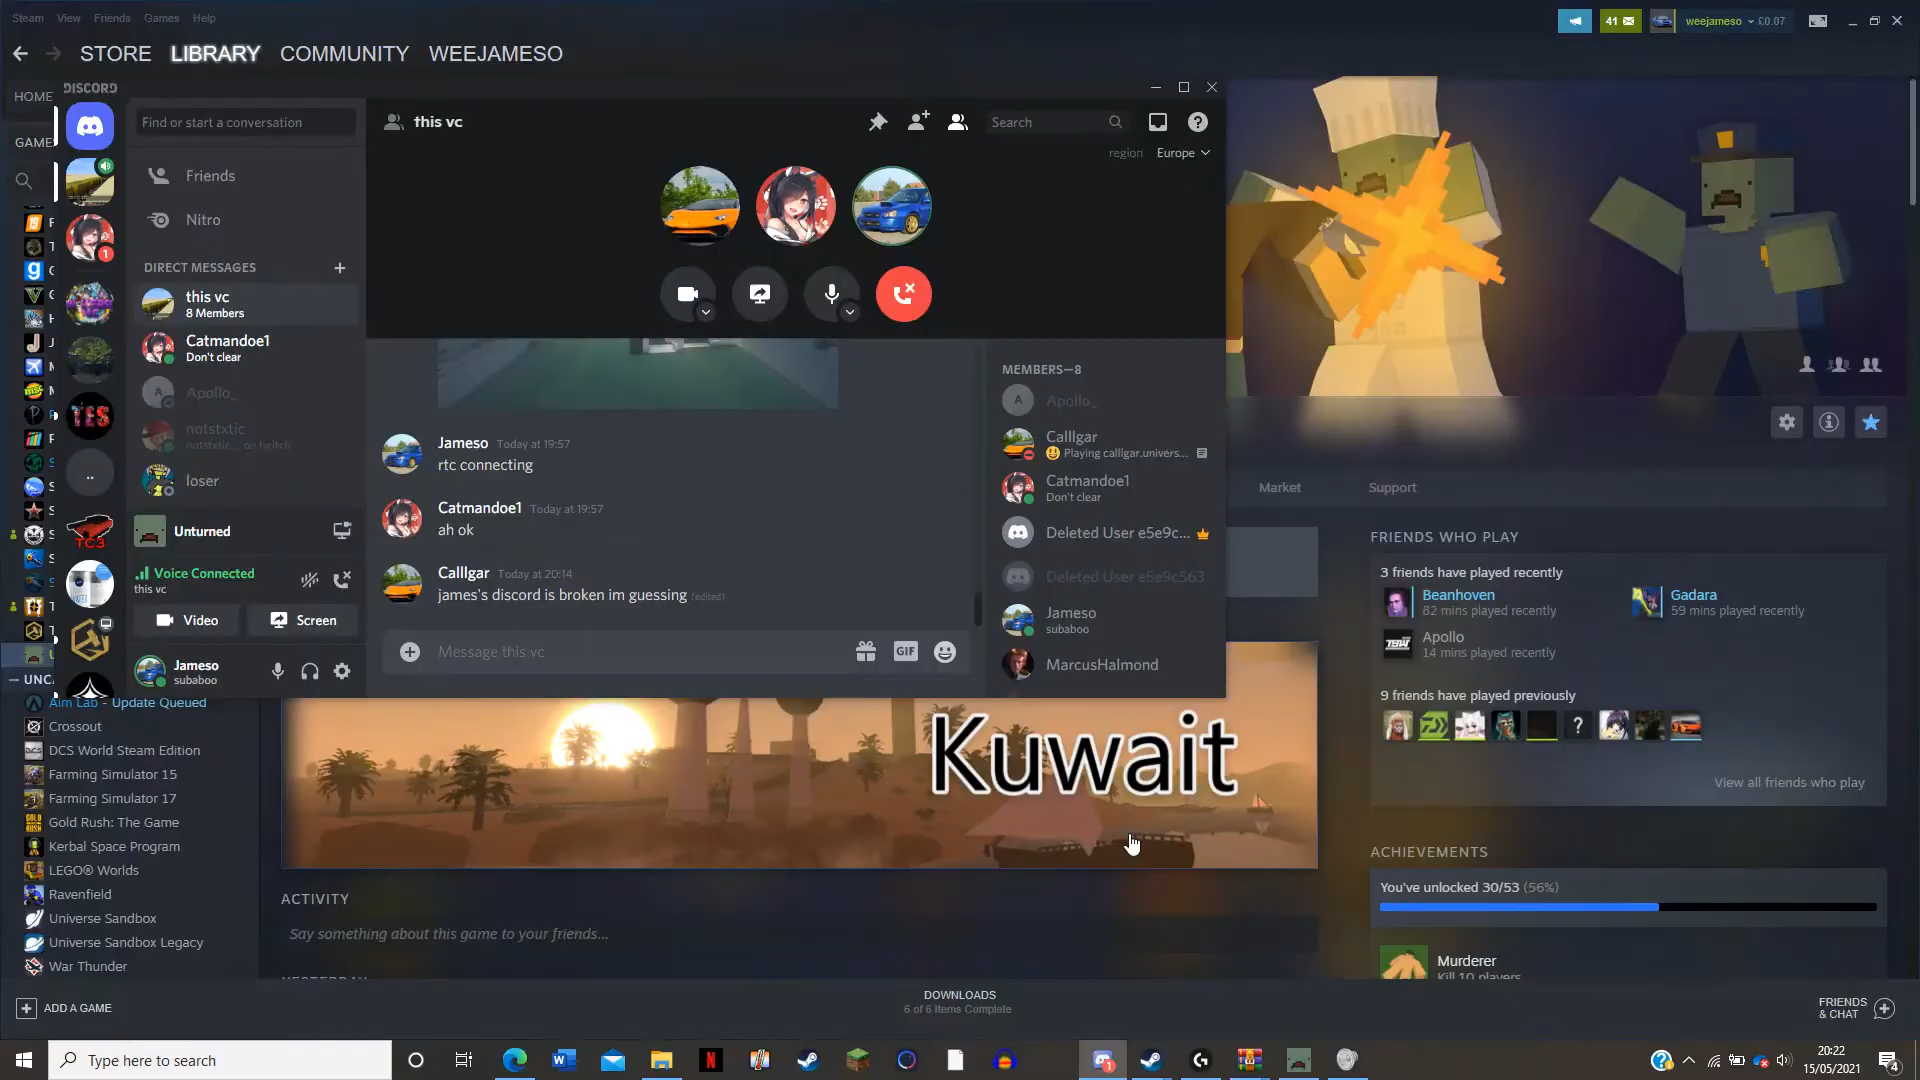 Steam View Friends Games Help
41
weejameso £0.07
STORE LIBRARY COMMUNITY WEEJAMESO
HOME
GAME
DISCORD
Find or start a conversation
Friends
Nitro
DIRECT MESSAGES
this vc
8 Members
Catmandoe1
Don't clear
Apollo_
notstxtic
notstxtic_ on twitch
loser
Unturned
Voice Connected
this vc
Video
Screen
Jameso
subaboo
this vc
Search
region Europe
Jameso Today at 19:57
rtc connecting
Catmandoe1 Today at 19:57
ah ok
Calllgar Today at 20:14
james's discord is broken im guessing (edited)
Message this vc
GIF
MEMBERS—8
Apollo_
Calllgar
Playing calllgar.univers...
Catmandoe1
Don't clear
Deleted User e5e9c...
Deleted User e5e9c563
Jameso
subaboo
MarcusHalmond
TES
TC3
UNC
Aim Lab - Update Queued
Crossout
DCS World Steam Edition
Farming Simulator 15
Farming Simulator 17
Gold Rush: The Game
Kerbal Space Program
LEGO® Worlds
Ravenfield
Universe Sandbox
Universe Sandbox Legacy
War Thunder
Market
Support
FRIENDS WHO PLAY
3 friends have played recently
Beanhoven
82 mins played recently
Gadara
59 mins played recently
Apollo
14 mins played recently
9 friends have played previously
View all friends who play
Kuwait
ACTIVITY
Say something about this game to your friends...
YESTERDAY
ACHIEVEMENTS
You've unlocked 30/53 (56%)
Murderer
Kill 10 players
ADD A GAME
DOWNLOADS
6 of 6 Items Complete
FRIENDS
& CHAT
Type here to search
20:22
15/05/2021
4